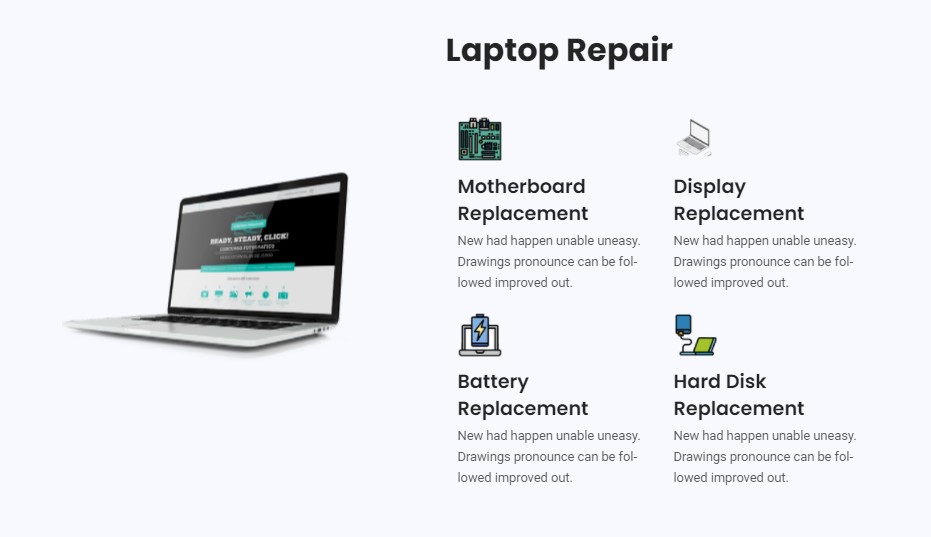 Laptop Repair
Motherboard
Replacement
New had happen unable uneasy.
Drawings pronounce can be fol-
lowed improved out.
Display
Replacement
New had happen unable uneasy.
Drawings pronounce can be fol-
lowed improved out.
READY, STEADY, CLICK!
Battery
Replacement
New had happen unable uneasy.
Drawings pronounce can be fol-
lowed improved out.
Hard Disk
Replacement
New had happen unable uneasy.
Drawings pronounce can be fol-
lowed improved out.